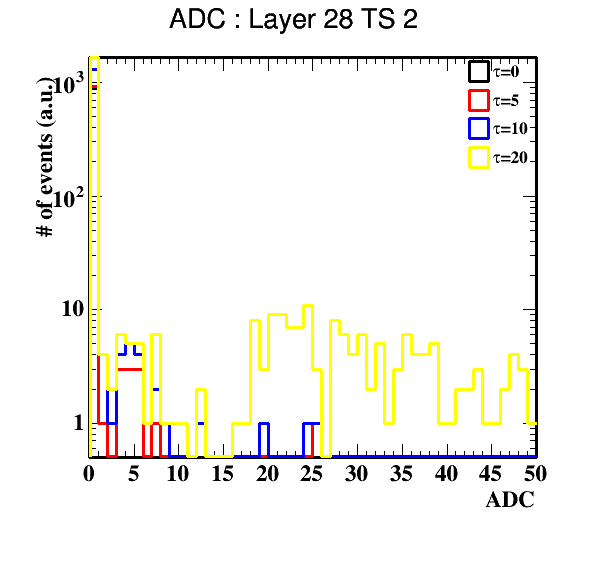 ADC : Layer 28 TS 2
# of events (a.u.)
10³
10²
10
1
τ=0
τ=5
τ=10
τ=20
0 5 10 15 20 25 30 35 40 45 50
ADC